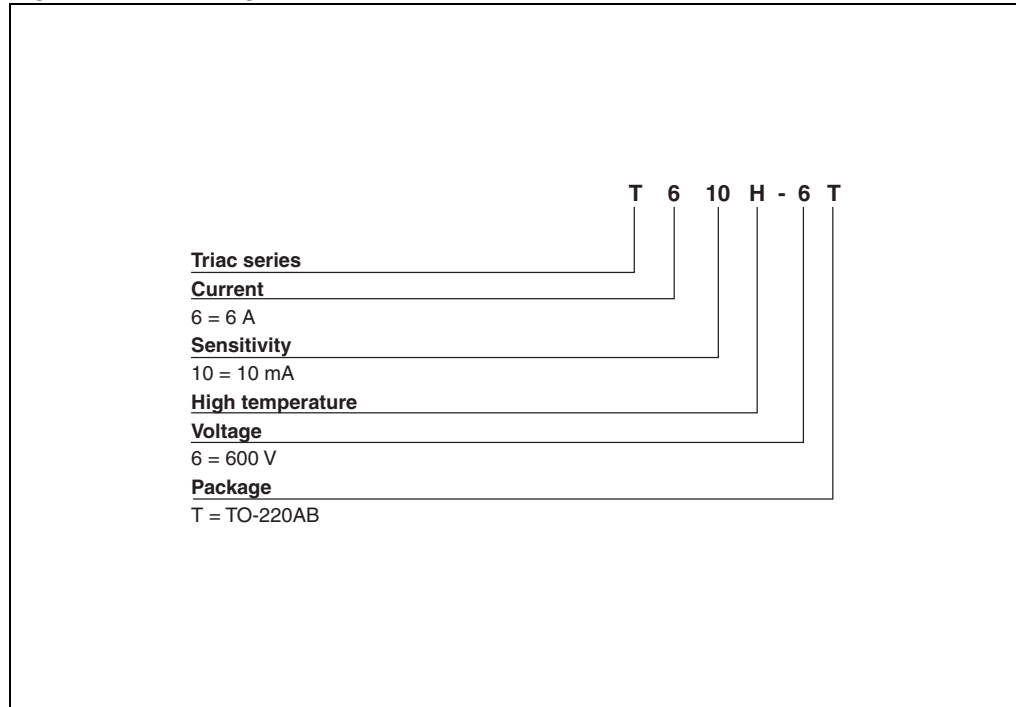 T 6 10 H - 6 T
Triac series
Current
6 = 6 A
Sensitivity
10 = 10 mA
High temperature
Voltage
6 = 600 V
Package
T = TO-220AB